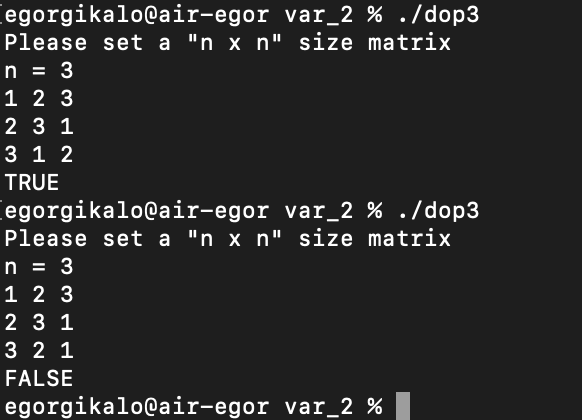 egorgikalo@air-egor var_2 % ./dop3
Please set a "n x n" size matrix
n = 3
1 2 3
2 3 1
3 1 2
TRUE
egorgikalo@air-egor var_2 % ./dop3
Please set a "n x n" size matrix
n = 3
1 2 3
2 3 1
3 2 1
FALSE
egorgikalo@air-egor var_2 %